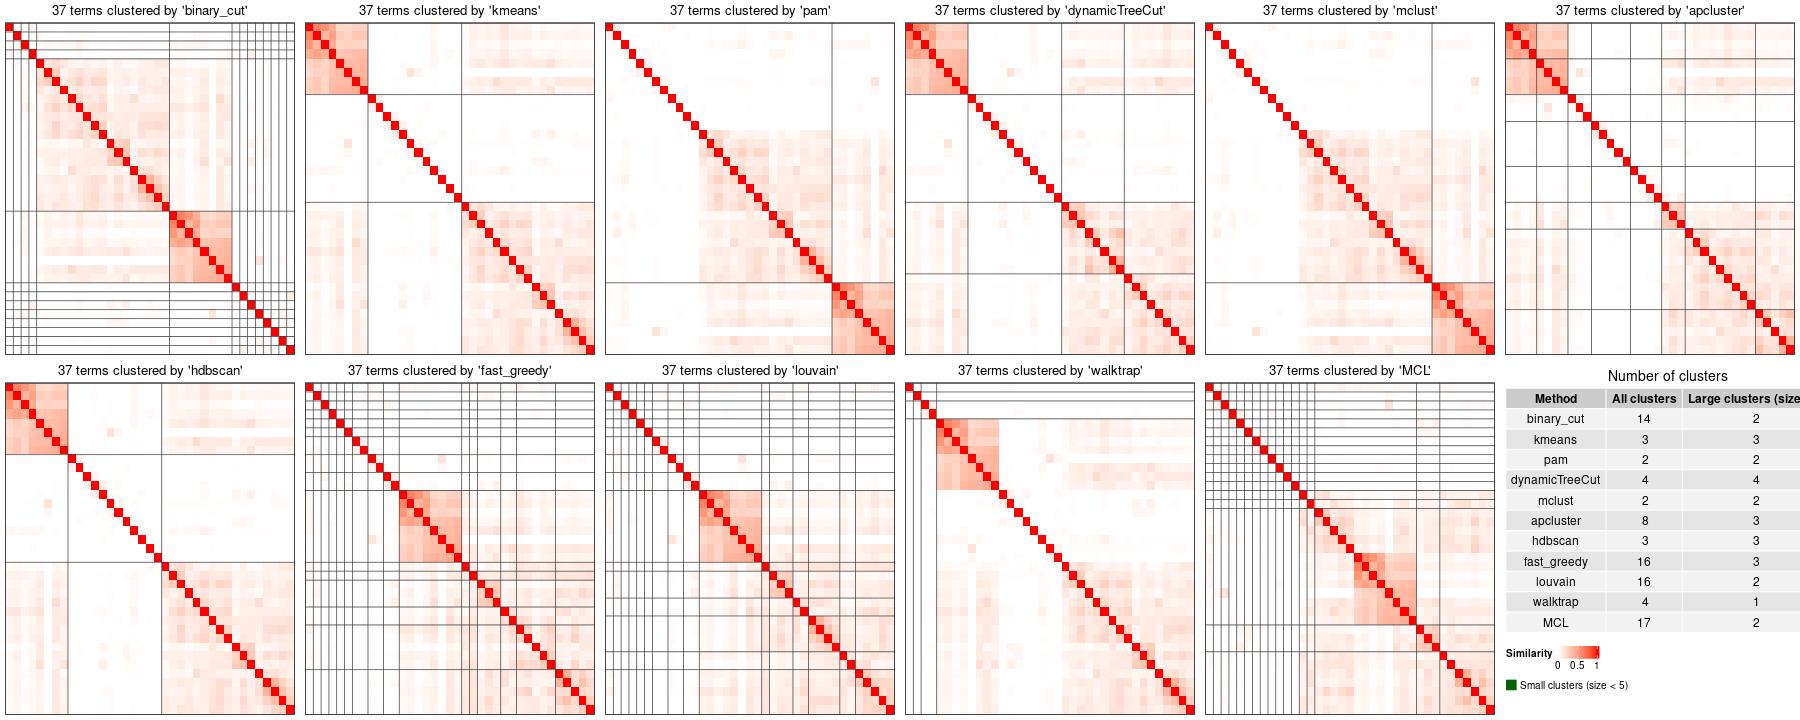 37 terms clustered by 'binary_cut'
37 terms clustered by 'kmeans'
37 terms clustered by 'pam'
37 terms clustered by 'dynamicTreeCut'
37 terms clustered by 'mclust'
37 terms clustered by 'apcluster'
37 terms clustered by 'hdbscan'
37 terms clustered by 'fast_greedy'
37 terms clustered by 'louvain'
37 terms clustered by 'walktrap'
37 terms clustered by 'MCL'
Number of clusters
Method All clusters Large clusters (size
binary_cut 14 2
kmeans 3 3
pam 2 2
dynamicTreeCut 4 4
mclust 2 2
apcluster 8 3
hdbscan 3 3
fast_greedy 16 3
louvain 16 2
walktrap 4 1
MCL 17 2
Similarity
0 0.5 1
Small clusters (size < 5)